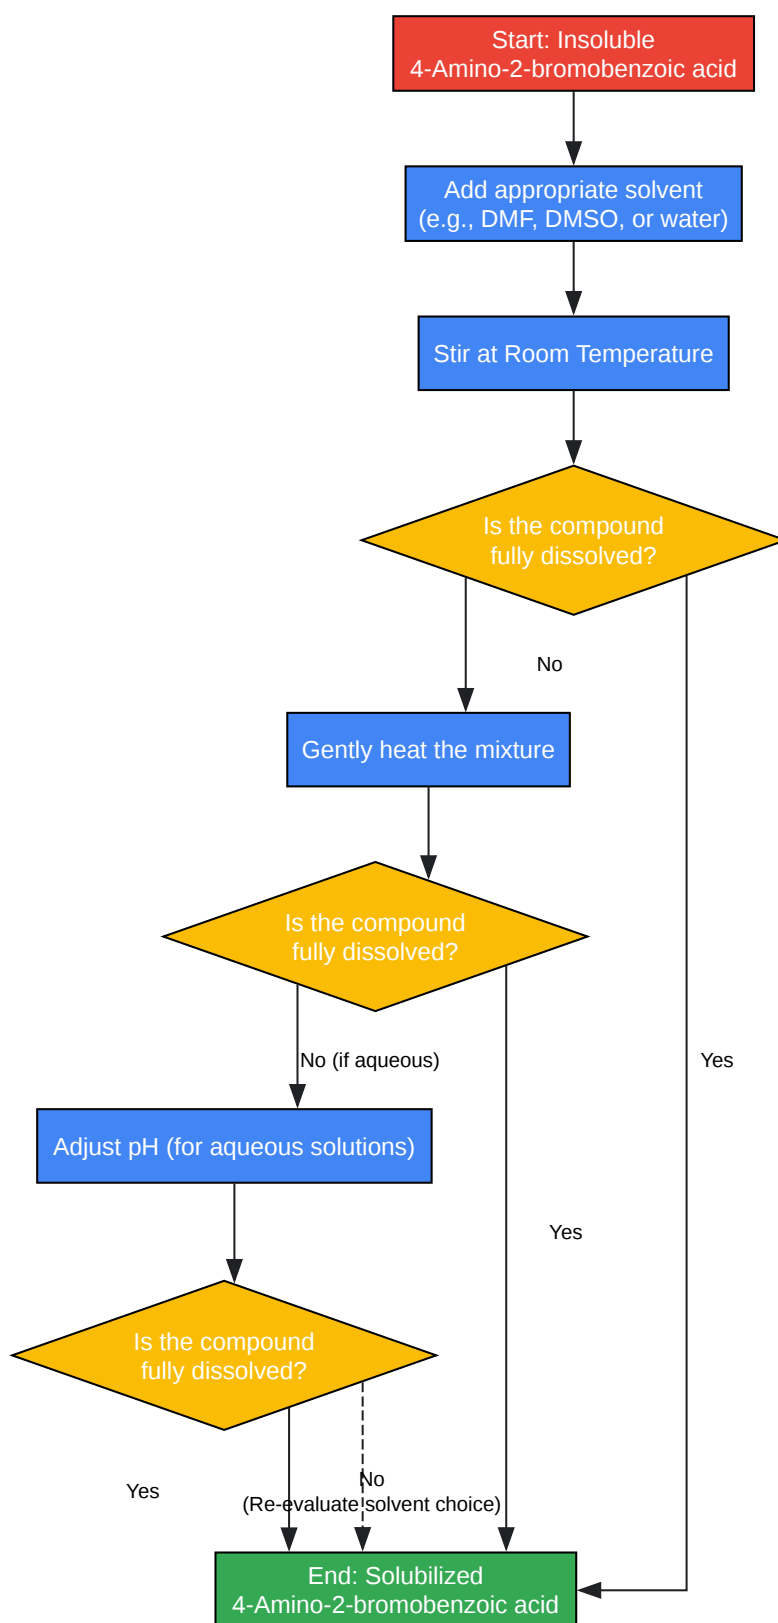 Start: Insoluble
4-Amino-2-bromobenzoic acid
Add appropriate solvent
(e.g., DMF, DMSO, or water)
Stir at Room Temperature
Is the compound
fully dissolved?
No
Gently heat the mixture
Is the compound
fully dissolved?
No (if aqueous)
Yes
Adjust pH (for aqueous solutions)
Yes
Is the compound
fully dissolved?
Yes
No
(Re-evaluate solvent choice)
End: Solubilized
4-Amino-2-bromobenzoic acid